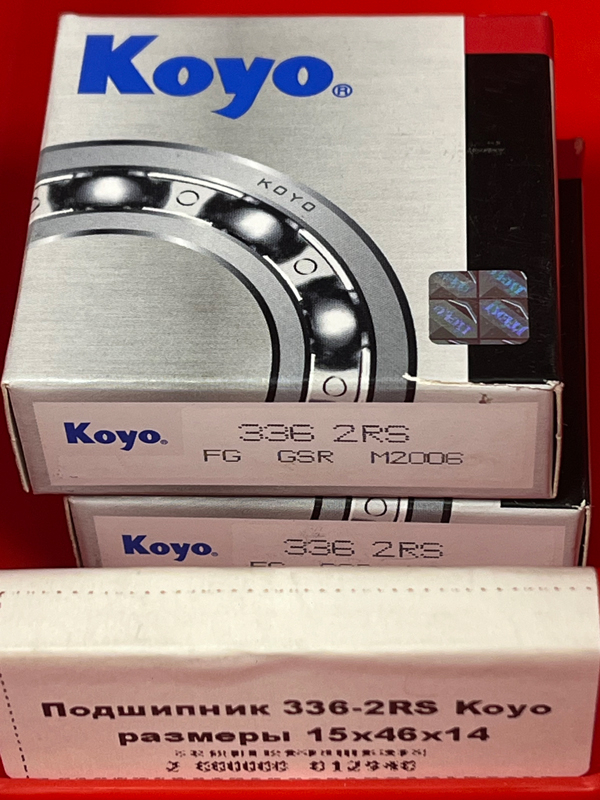 Koyo®
KOYO
Koyo® 336 2RS
FG GSR M2006
Koyo® 336 2RS
Подшипник 336-2RS Koyo
размеры 15x46x14